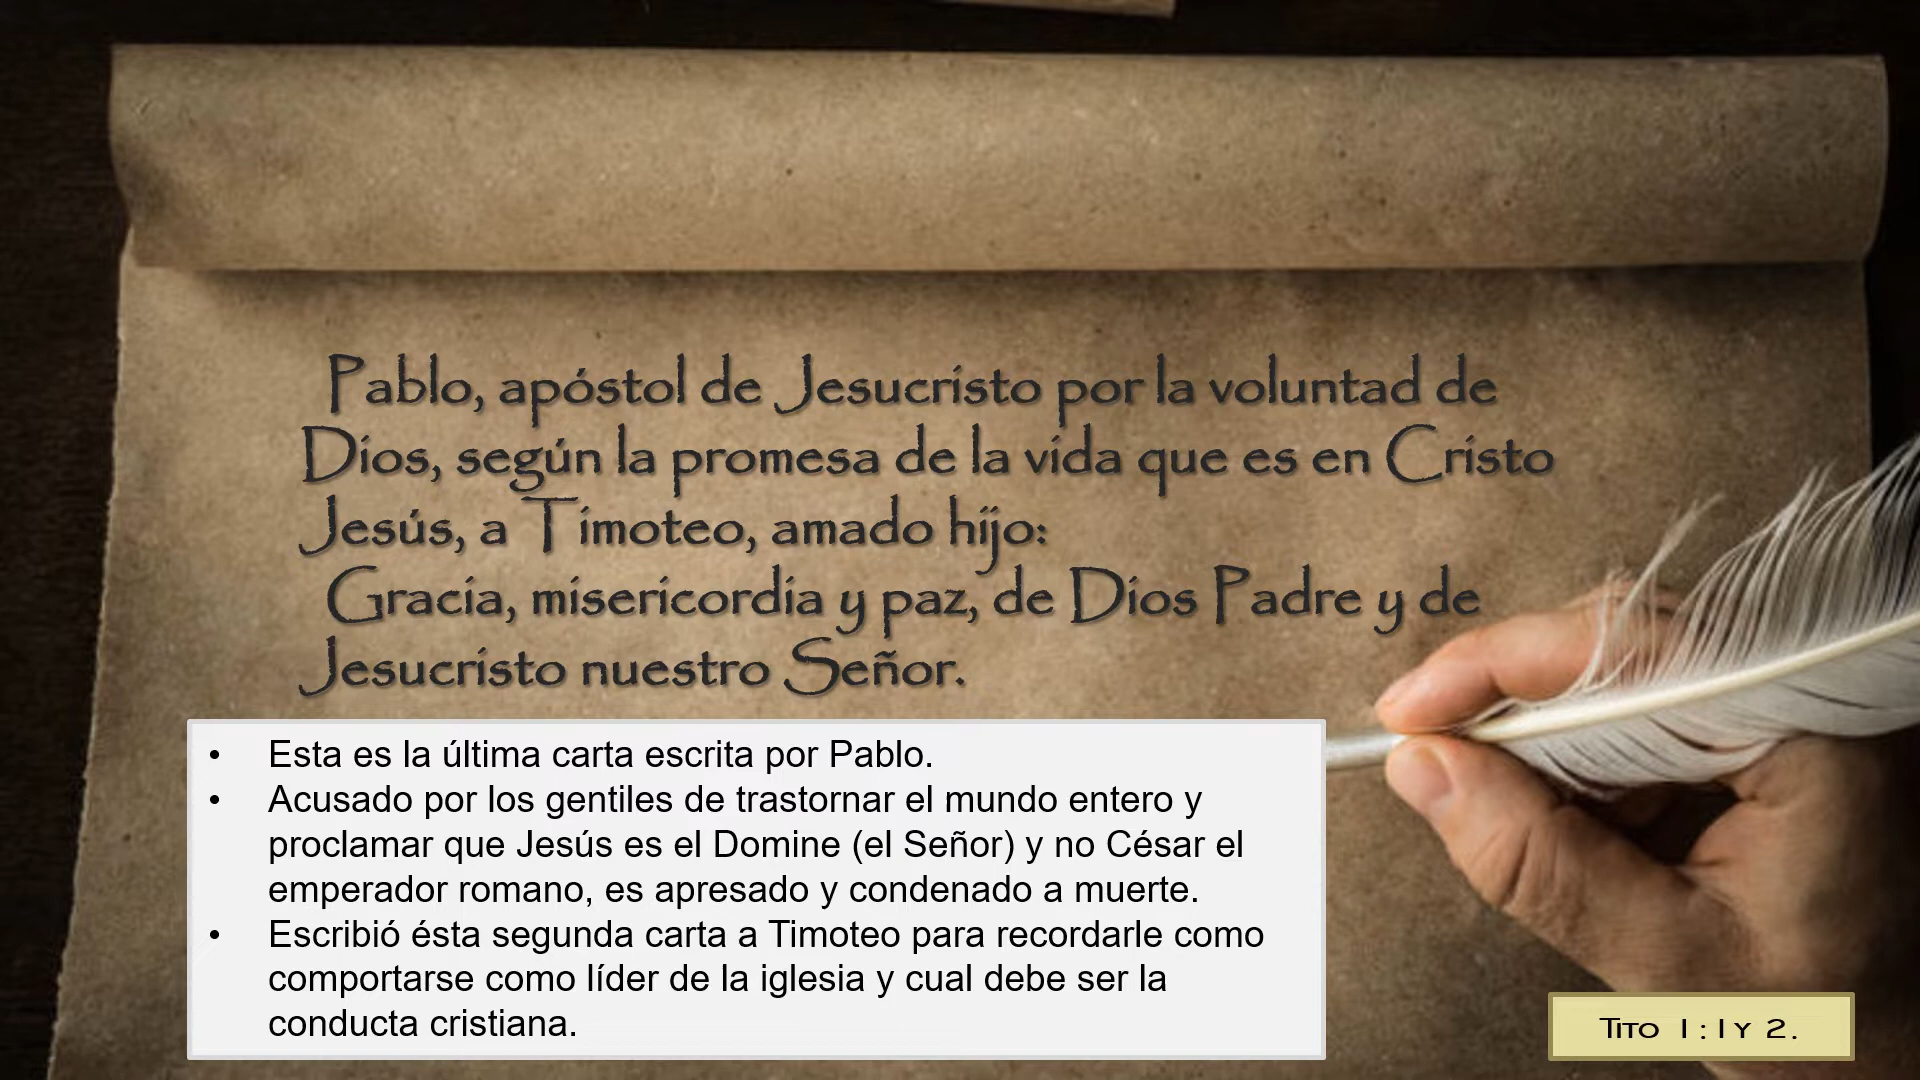 Pablo, apóstol de Jesucristo por la voluntad de
Dios, según la promesa de la vida que es en Cristo
Jesús, a Timoteo, amado hijo:
Gracia, misericordia y paz, de Dios Padre y de
Jesucristo nuestro Señor.
• Esta es la última carta escrita por Pablo.
• Acusado por los gentiles de trastornar el mundo entero y
proclamar que Jesús es el Domine (el Señor) y no César el
emperador romano, es apresado y condenado a muerte.
• Escribió ésta segunda carta a Timoteo para recordarle como
comportarse como líder de la iglesia y cual debe ser la
conducta cristiana.
Tito 1:1 y 2.